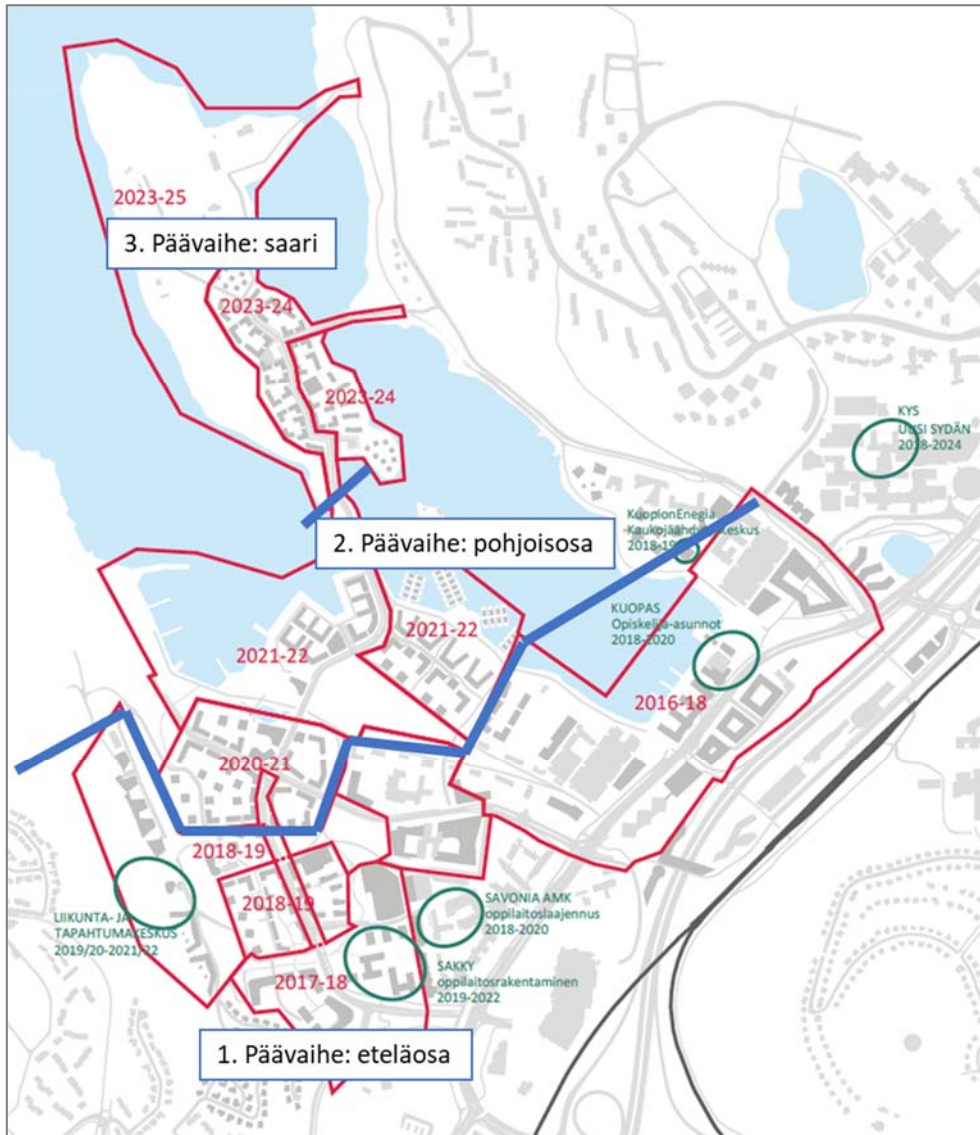 2023-25
3. Päävaihe: saari
2023-24
2023-24
KYS
UUSI SYDÄN
2018-2024
2. Päävaihe: pohjoisosa
KuopionEnegia
2018-19
KUOPAS
Opiskelija-asunnot
2018-2020
2021-22
2021-22
2016-18
2020-21
2018-19
2018-19
LIIKUNTA- JA
TAPAHTUMAKESKUS
2019/20-2021/22
SAVONIA AMK
oppilaitoslaajennus
2018-2020
SAKKY
oppilaitosrakentaminen
2019-2022
2017-18
1. Päävaihe: eteläosa